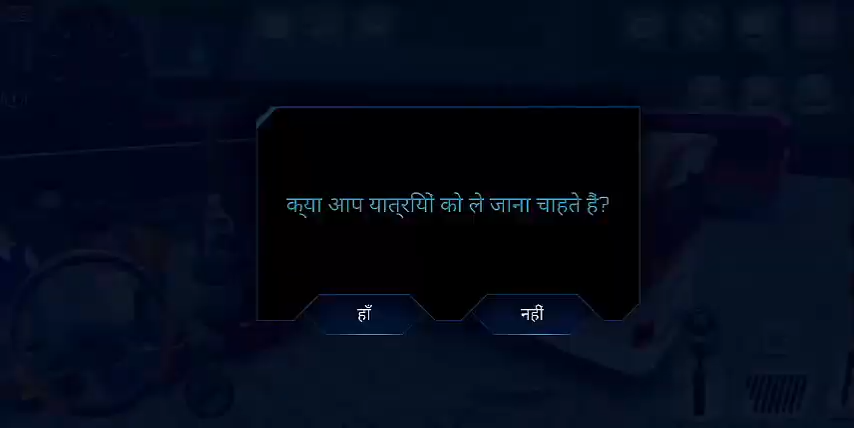 क्या आप यात्रियों को ले जाना चाहते हैं?
हाँ
नहीं